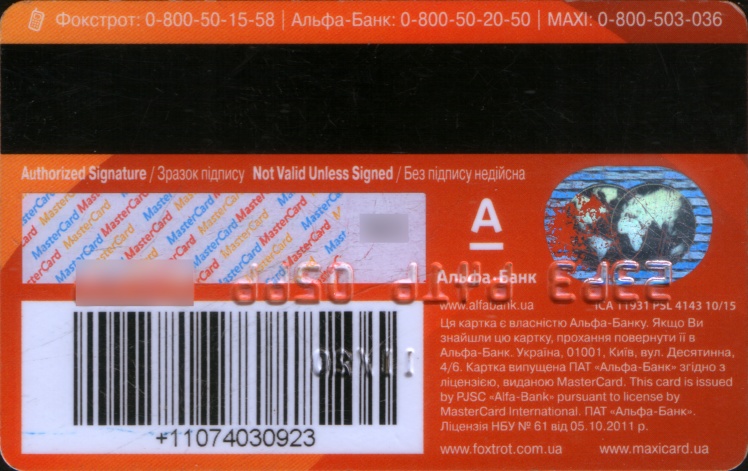 Фокстрот: 0-800-50-15-58 | Альфа-Банк: 0-800-50-20-50 | MAXI: 0-800-503-036
Authorized Signature / Зразок підпису Not Valid Unless Signed / Без підпису недійсна
MasterCard MasterCard MasterCard MasterCard MasterCard MasterCard
А
Альфа-Банк
www.alfabank.ua
ICA 11931 PSL 4143 10/15
Ця картка є власністю Альфа-Банку. Якщо Ви
знайшли цю картку, прохання повернути її в
Альфа-Банк. Україна, 01001, Київ, вул. Десятинна,
4/6. Картка випущена ПАТ «Альфа-Банк» згідно з
ліцензією, виданою MasterCard. This card is issued
by PJSC «Alfa-Bank» pursuant to license by
MasterCard International. ПАТ «Альфа-Банк».
Ліцензія НБУ № 61 від 05.10.2011 р.
www.foxtrot.com.ua
www.maxicard.ua
+11074030923